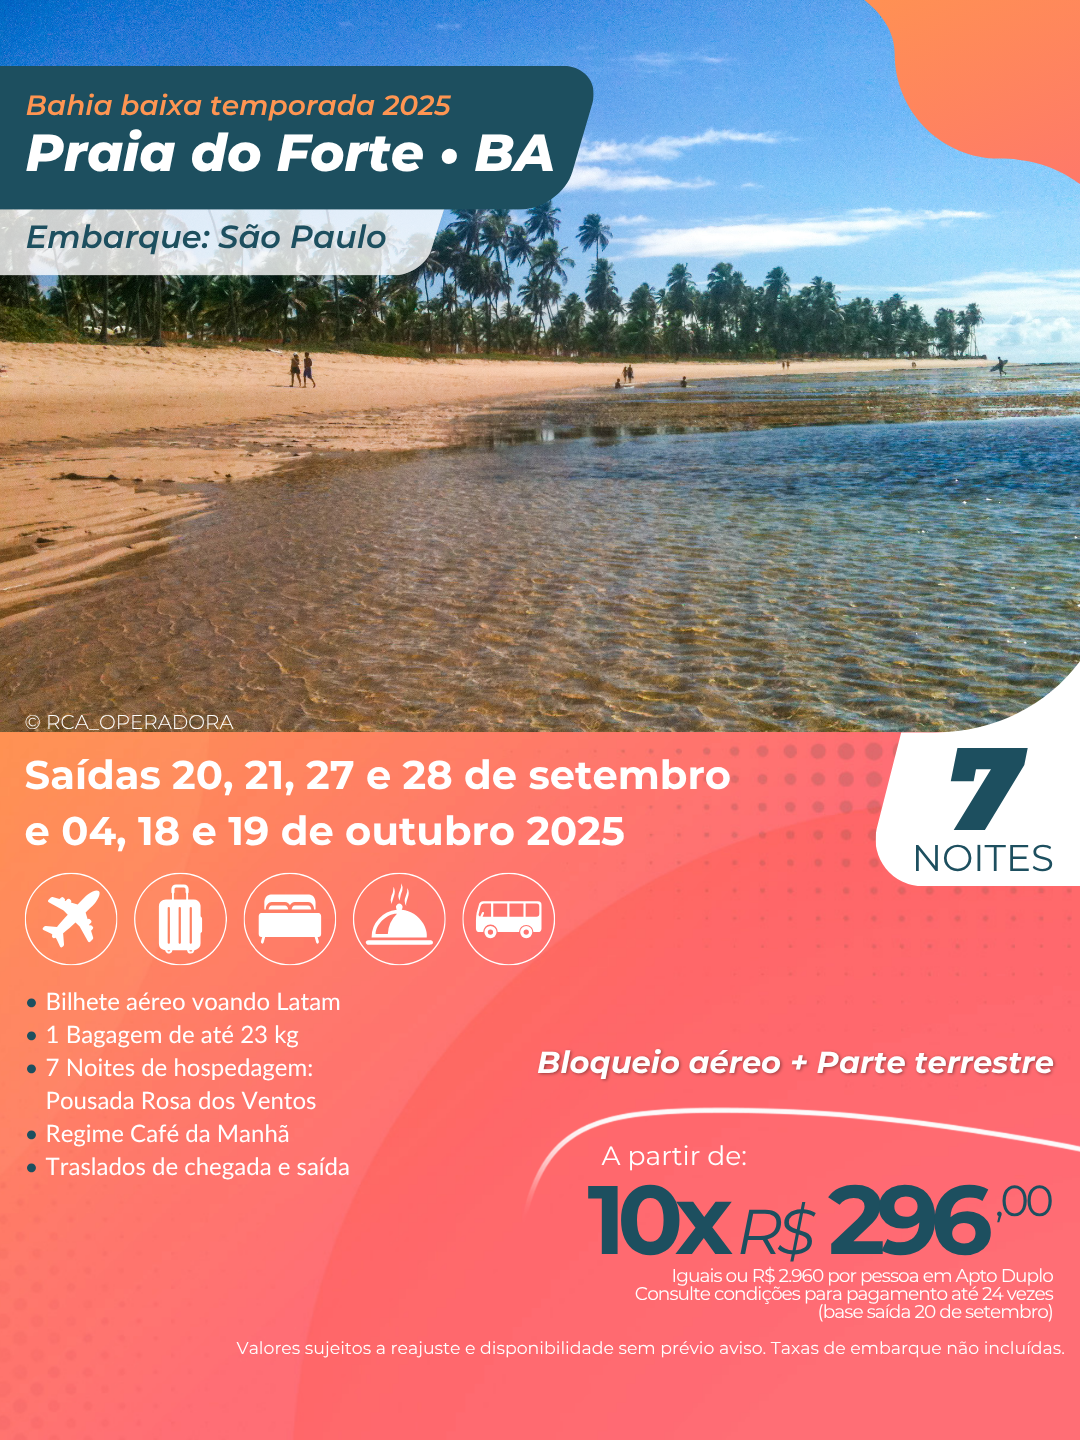 Bahia baixa temporada 2025
Praia do Forte • BA
Embarque: São Paulo
© RCA_OPERADORA
Saídas 20, 21, 27 e 28 de setembro
e 04, 18 e 19 de outubro 2025
7
NOITES
• Bilhete aéreo voando Latam
• 1 Bagagem de até 23 kg
• 7 Noites de hospedagem:
Pousada Rosa dos Ventos
• Regime Café da Manhã
• Traslados de chegada e saída
Bloqueio aéreo + Parte terrestre
A partir de:
10x R$ 296,00
Iguais ou R$ 2.960 por pessoa em Apto Duplo
Consulte condições para pagamento até 24 vezes
(base saída 20 de setembro)
Valores sujeitos a reajuste e disponibilidade sem prévio aviso. Taxas de embarque não incluídas.